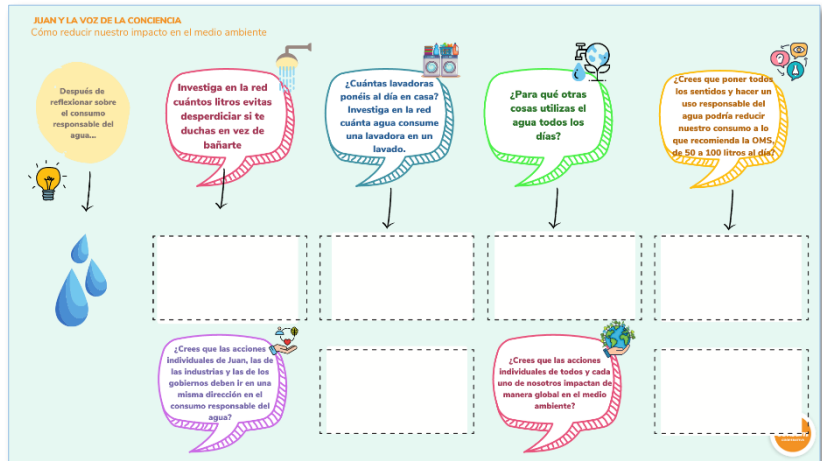 JUAN Y LA VOZ DE LA CONCIENCIA
Cómo reducir nuestro impacto en el medio ambiente
Después de
reflexionar sobre
el consumo
responsable del
agua...
Investiga en la red
cuántos litros evitas
desperdiciar si te
duchas en vez de
bañarte
¿Cuántas lavadoras
ponéis al día en casa?
Investiga en la red
cuánta agua consume
una lavadora en un
lavado.
¿Para qué otras
cosas utilizas el
agua todos los
días?
¿Crees que poner todos
los sentidos y hacer un
uso responsable del
agua podría reducir
nuestro consumo a lo
que recomienda la OMS,
de 50 a 100 litros al día?
¿Crees que las acciones
individuales de Juan, las de
las industrias y las de los
gobiernos deben ir en una
misma dirección en el
consumo responsable del
agua?
¿Crees que las acciones
individuales de todos y cada
uno de nosotros impactan de
manera global en el medio
ambiente?